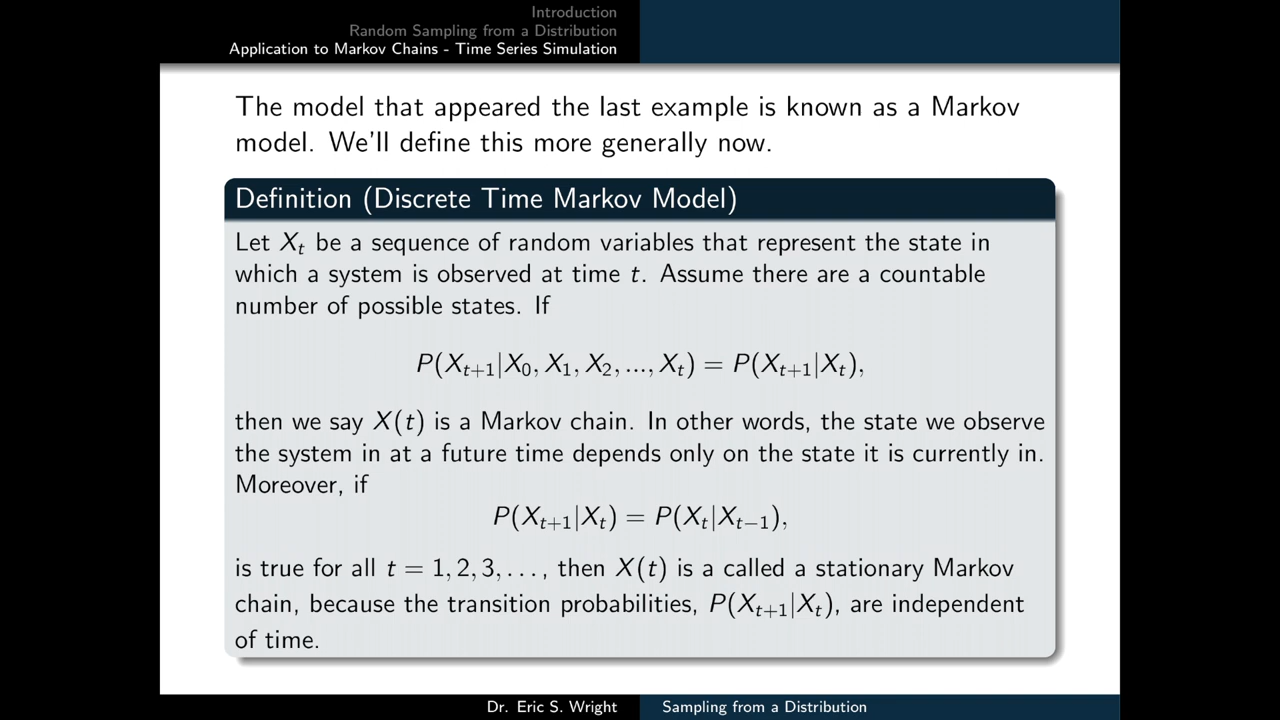 Introduction
Random Sampling from a Distribution
Application to Markov Chains - Time Series Simulation
The model that appeared the last example is known as a Markov
model. We'll define this more generally now.
Definition (Discrete Time Markov Model)
Let X_t be a sequence of random variables that represent the state in
which a system is observed at time t. Assume there are a countable
number of possible states. If
P(X_{t+1}|X_0, X_1, X_2, ..., X_t) = P(X_{t+1}|X_t),
then we say X(t) is a Markov chain. In other words, the state we observe
the system in at a future time depends only on the state it is currently in.
Moreover, if
P(X_{t+1}|X_t) = P(X_t|X_{t−1}),
is true for all t = 1, 2, 3, . . . , then X(t) is a called a stationary Markov
chain, because the transition probabilities, P(X_{t+1}|X_t), are independent
of time.
Dr. Eric S. Wright
Sampling from a Distribution